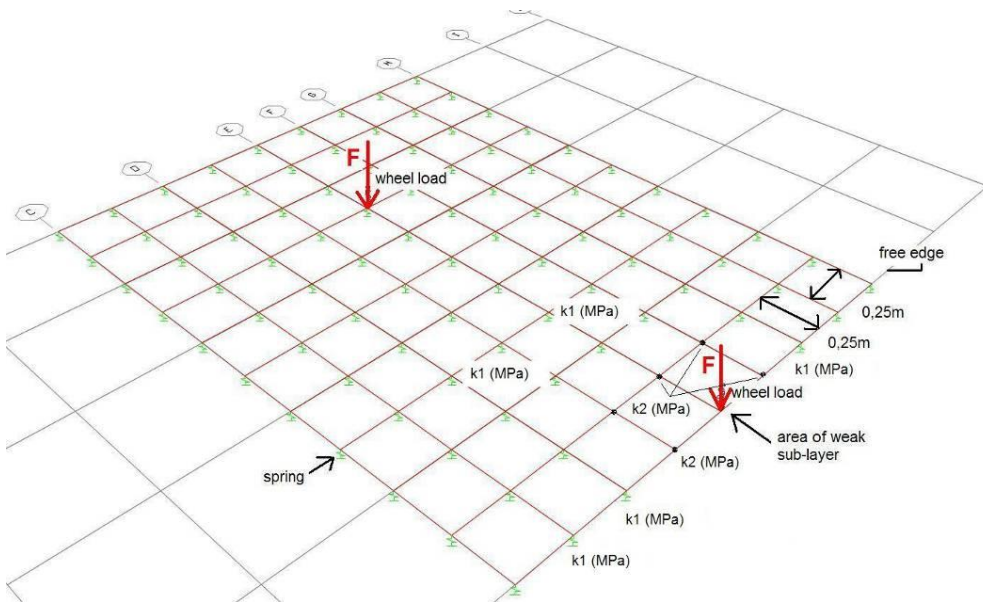 I
H
G
F
E
D
C
F
wheel load
free edge
0,25m
0,25m
k1 (MPa)
k1 (MPa)
k1 (MPa)
F
wheel load
k2 (MPa)
area of weak
sub-layer
k2 (MPa)
spring
k1 (MPa)
k1 (MPa)